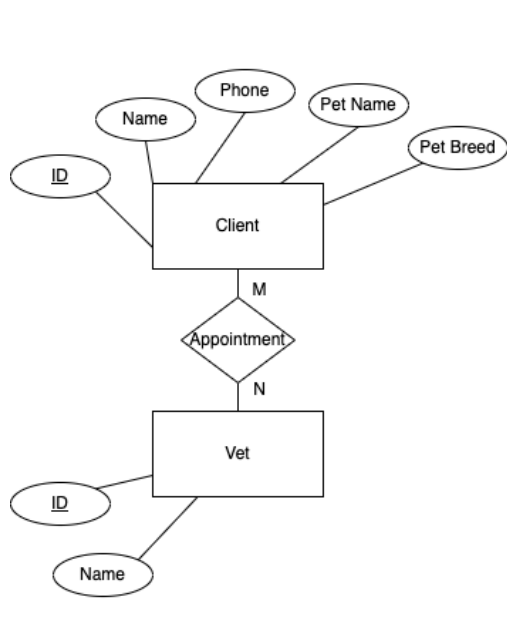 Phone
Pet Name
Name
Pet Breed
ID
Client
M
Appointment
N
Vet
ID
Name